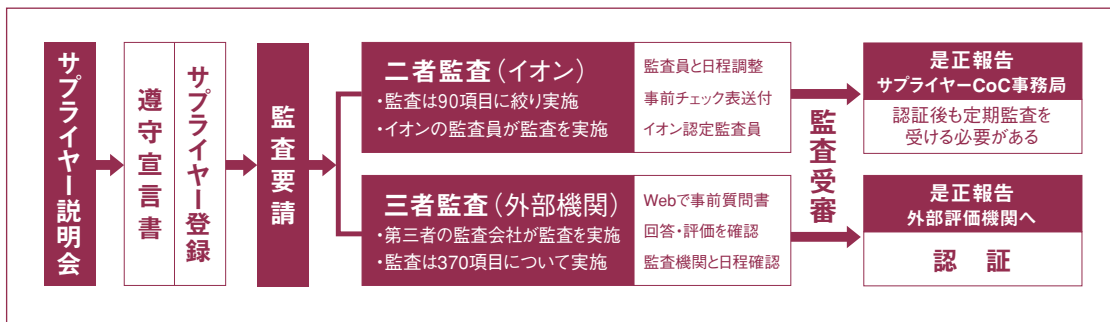 サプライヤー説明会
遵守宣言書
サプライヤー登録
監査要請
二者監査(イオン)
・監査は90項目に絞り実施
・イオンの監査員が監査を実施
監査員と日程調整
事前チェック表送付
イオン認定監査員
三者監査(外部機関)
・第三者の監査会社が監査を実施
・監査は370項目について実施
Webで事前質問書
回答・評価を確認
監査機関と日程確認
監査受審
是正報告
サプライヤーCoC事務局
認証後も定期監査を
受ける必要がある
是正報告
外部評価機関へ
認 証